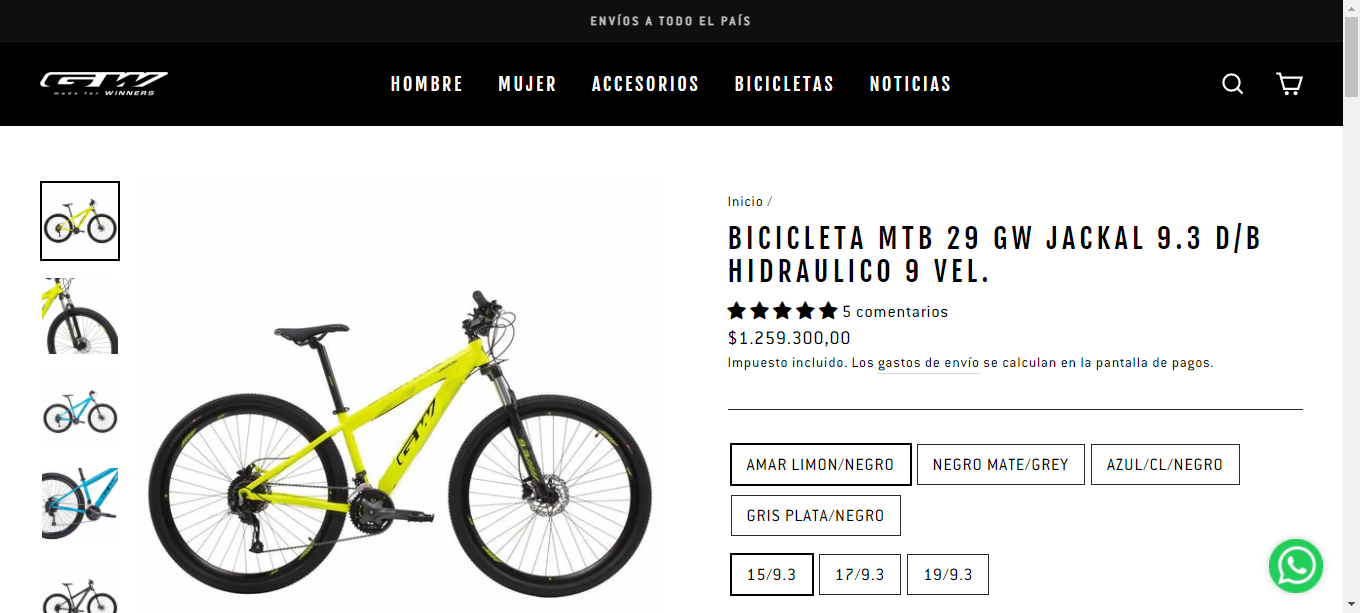 ENVÍOS A TODO EL PAÍS
GW
made for WINNERS
HOMBRE MUJER ACCESORIOS BICICLETAS NOTICIAS
Inicio /
BICICLETA MTB 29 GW JACKAL 9.3 D/B
HIDRAULICO 9 VEL.
5 comentarios
$1.259.300,00
Impuesto incluido. Los gastos de envío se calculan en la pantalla de pagos.
GW
AMAR LIMON/NEGRO NEGRO MATE/GREY AZUL/CL/NEGRO
GRIS PLATA/NEGRO
15/9.3 17/9.3 19/9.3